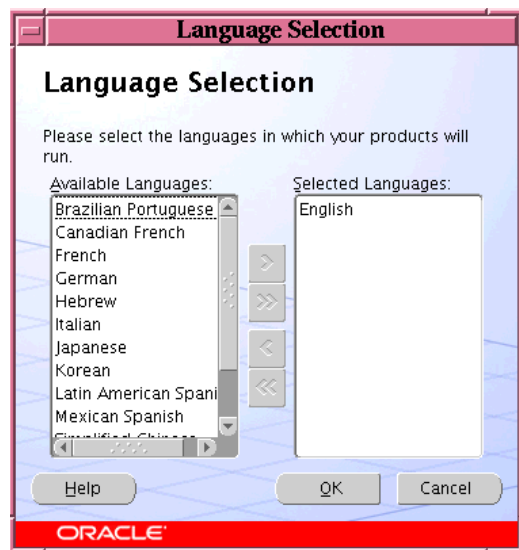 Language Selection
Language Selection
Please select the languages in which your products will
run.
Available Languages:
Selected Languages:
Brazilian Portuguese
Canadian French
French
German
Hebrew
Italian
Japanese
Korean
Latin American Spani
Mexican Spanish
Simplified Chinese
English
Help
OK
Cancel
ORACLE